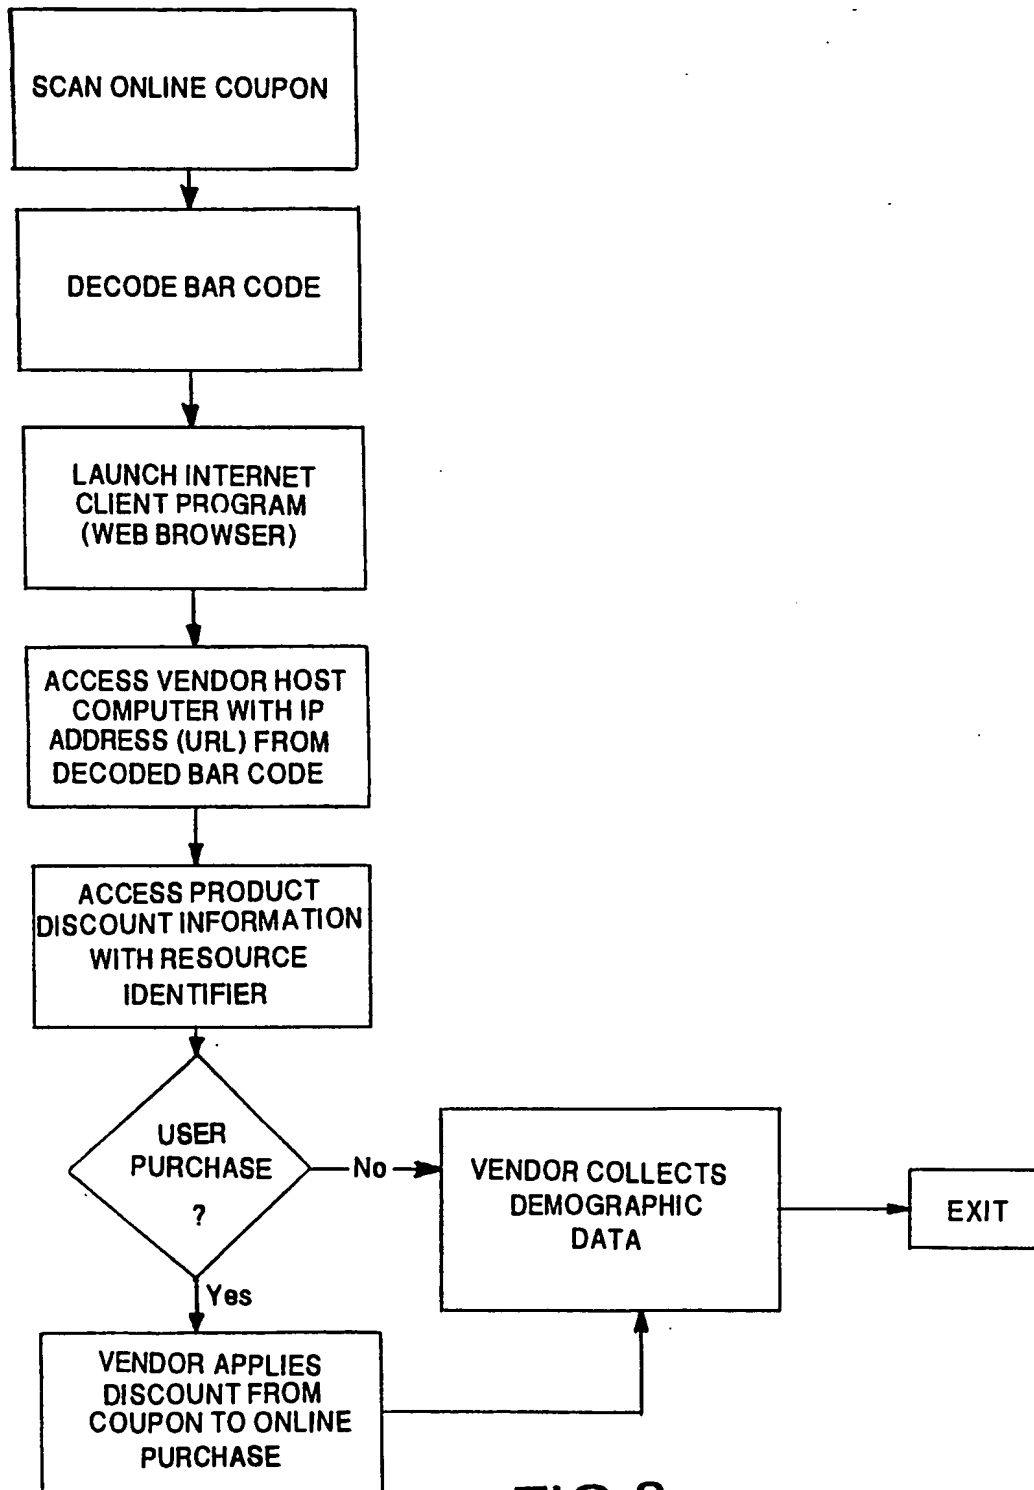 SCAN ONLINE COUPON
DECODE BAR CODE
LAUNCH INTERNET
CLIENT PROGRAM
(WEB BROWSER)
ACCESS VENDOR HOST
COMPUTER WITH IP
ADDRESS (URL) FROM
DECODED BAR CODE
ACCESS PRODUCT
DISCOUNT INFORMATION
WITH RESOURCE
IDENTIFIER
USER
PURCHASE
?
No
VENDOR COLLECTS
DEMOGRAPHIC
DATA
EXIT
Yes
VENDOR APPLIES
DISCOUNT FROM
COUPON TO ONLINE
PURCHASE